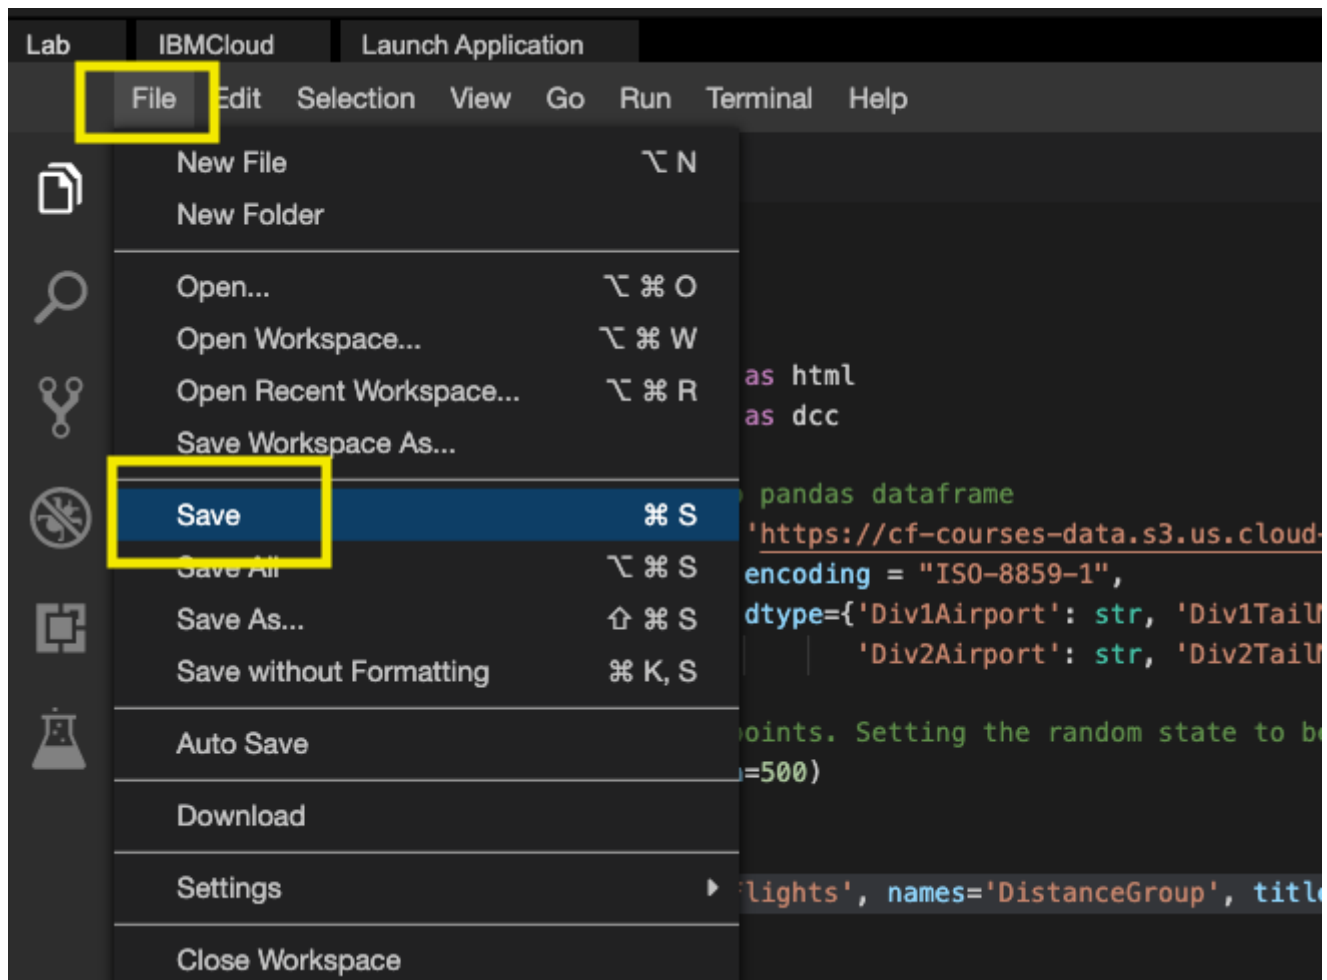 Lab IBMCloud Launch Application
File Edit Selection View Go Run Terminal Help
New File ⌥ N
New Folder
Open... ⌥ ⌘ O
Open Workspace... ⌥ ⌘ W
Open Recent Workspace... ⌥ ⌘ R
as html
as dcc
Save Workspace As...
pandas dataframe
Save ⌘ S
'https://cf-courses-data.s3.us.cloud-
Save All ⌥ ⌘ S
encoding = "ISO-8859-1",
Save As... ⇧ ⌘ S
dtype={'Div1Airport': str, 'Div1Tail
'Div2Airport': str, 'Div2Tail
Save without Formatting ⌘ K, S
oints. Setting the random state to b
Auto Save
=500)
Download
Settings
lights', names='DistanceGroup', titl
Close Workspace